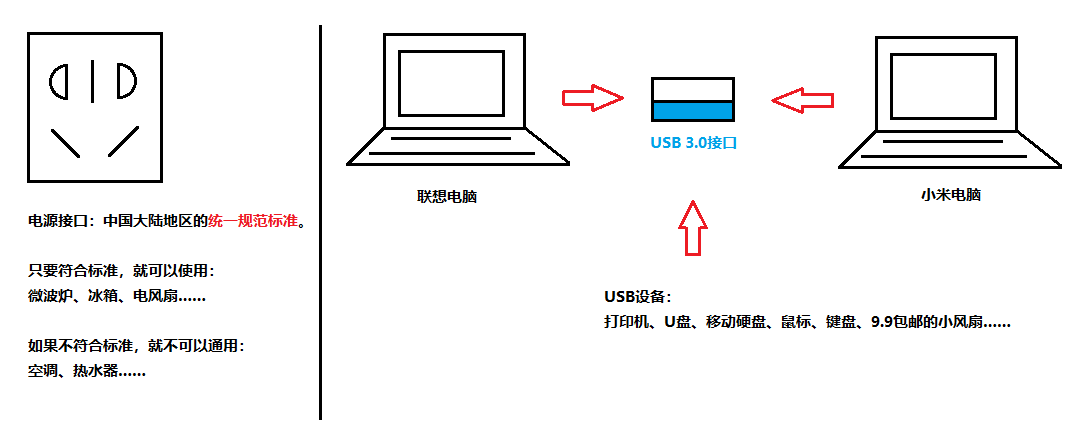 电源接口：中国大陆地区的统一规范标准。
只要符合标准，就可以使用：
微波炉、冰箱、电风扇……
如果不符合标准，就不可以通用：
空调、热水器……
联想电脑
USB 3.0接口
小米电脑
USB设备：
打印机、U盘、移动硬盘、鼠标、键盘、9.9包邮的小风扇……